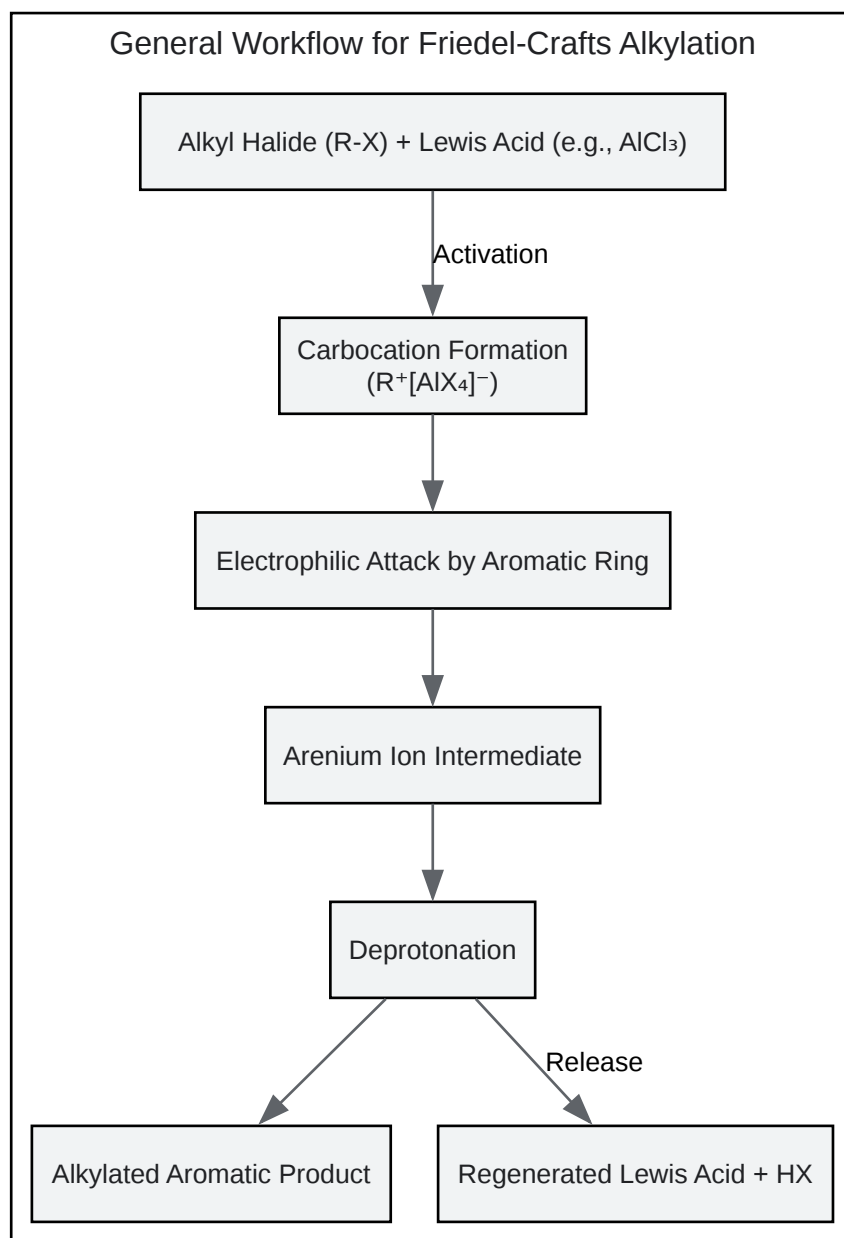 General Workflow for Friedel-Crafts Alkylation
Alkyl Halide (R-X) + Lewis Acid (e.g., AlCl₃)
Activation
Carbocation Formation
(R⁺[AlX₄]⁻)
Electrophilic Attack by Aromatic Ring
Arenium Ion Intermediate
Deprotonation
Release
Alkylated Aromatic Product
Regenerated Lewis Acid + HX